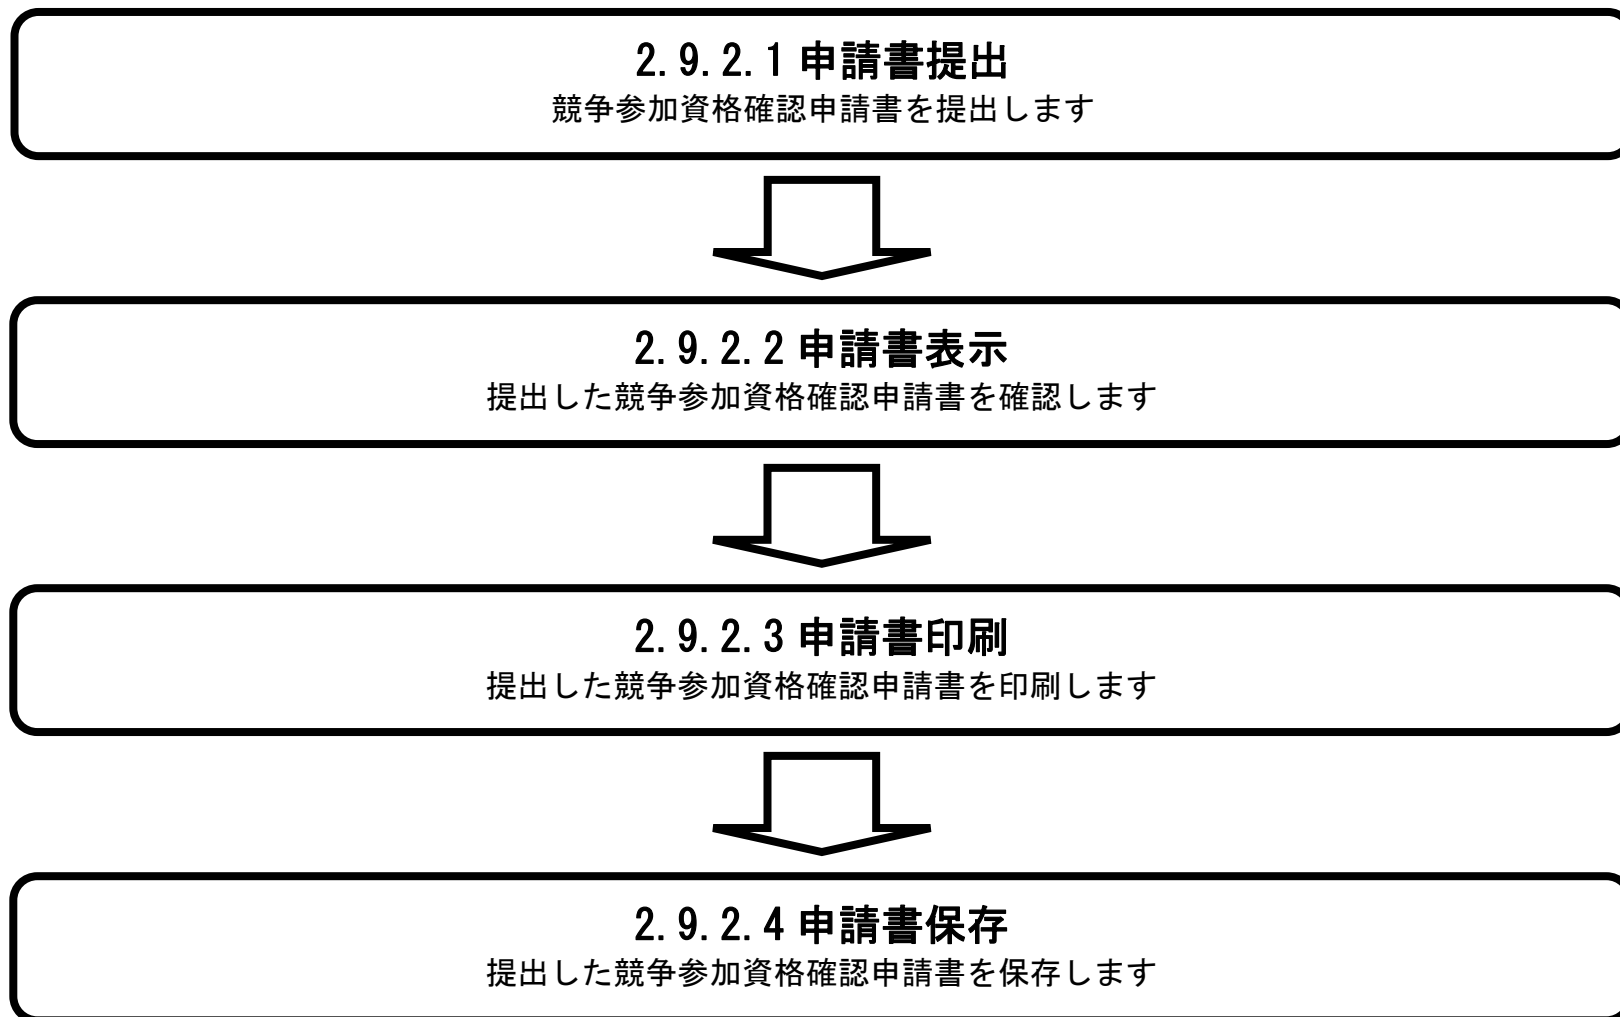 2.9.2.1 申請書提出
競争参加資格確認申請書を提出します
2.9.2.2 申請書表示
提出した競争参加資格確認申請書を確認します
2.9.2.3 申請書印刷
提出した競争参加資格確認申請書を印刷します
2.9.2.4 申請書保存
提出した競争参加資格確認申請書を保存します